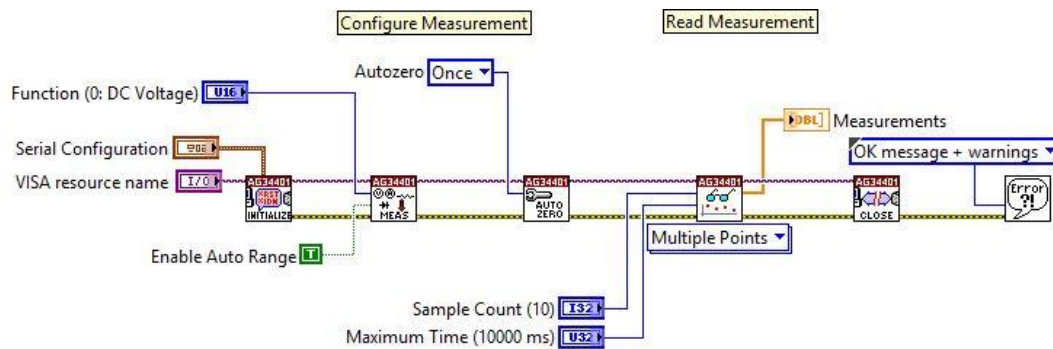 Configure Measurement
Read Measurement
Autozero
Once
Function (0: DC Voltage)
U16
Measurements
DBL
Serial Configuration
OK message + warnings
VISA resource name
I/O
AG34401
INITIALIZE
AG34401
MEAS
AG34401
AUTO
ZERO
AG34401
AG34401
CLOSE
Error
?!
Multiple Points
Enable Auto Range
T
Sample Count (10)
I32
Maximum Time (10000 ms)
U32